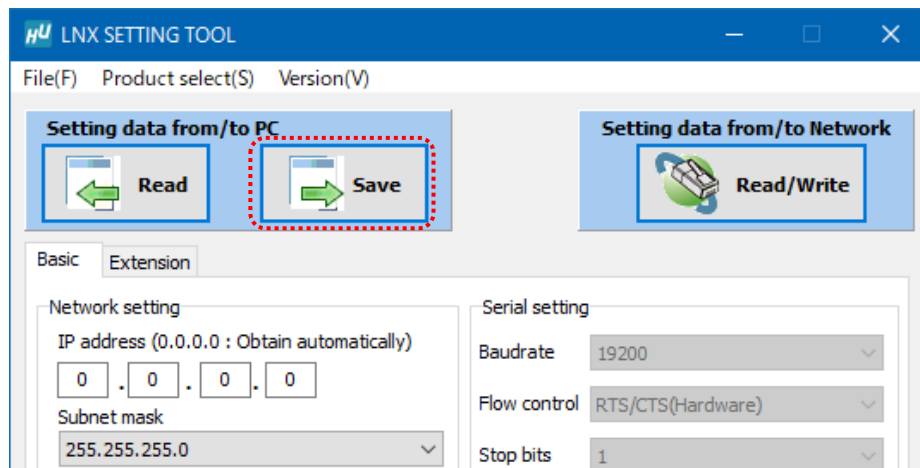 HU LNX SETTING TOOL
File(F) Product select(S) Version(V)
Setting data from/to PC
Read
Save
Setting data from/to Network
Read/Write
Basic
Extension
Network setting
IP address (0.0.0.0 : Obtain automatically)
0 . 0 . 0 . 0
Subnet mask
255.255.255.0
Serial setting
Baudrate 19200
Flow control RTS/CTS(Hardware)
Stop bits 1